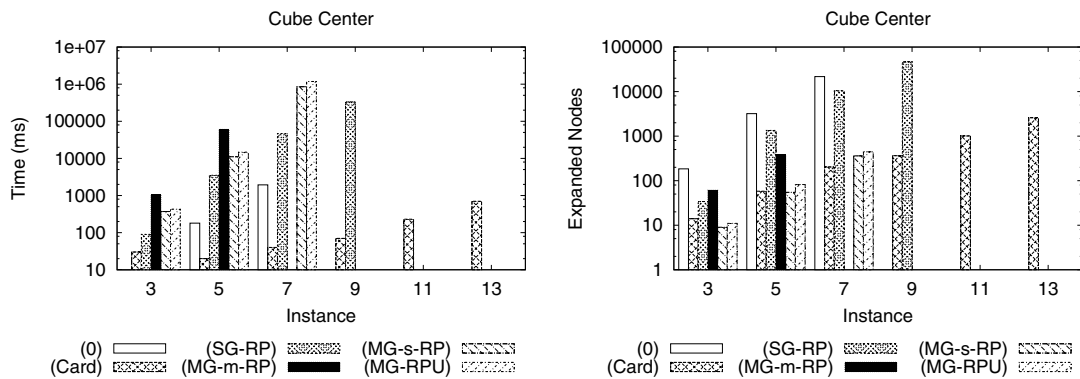 Cube Center
1e+07
1e+06
100000
10000
1000
100
10
Time (ms)
3 5 7 9 11 13
Instance
(0) (SG-RP) (MG-s-RP)
(Card) (MG-m-RP) (MG-RPU)
Cube Center
100000
10000
1000
100
10
1
Expanded Nodes
3 5 7 9 11 13
Instance
(0) (SG-RP) (MG-s-RP)
(Card) (MG-m-RP) (MG-RPU)